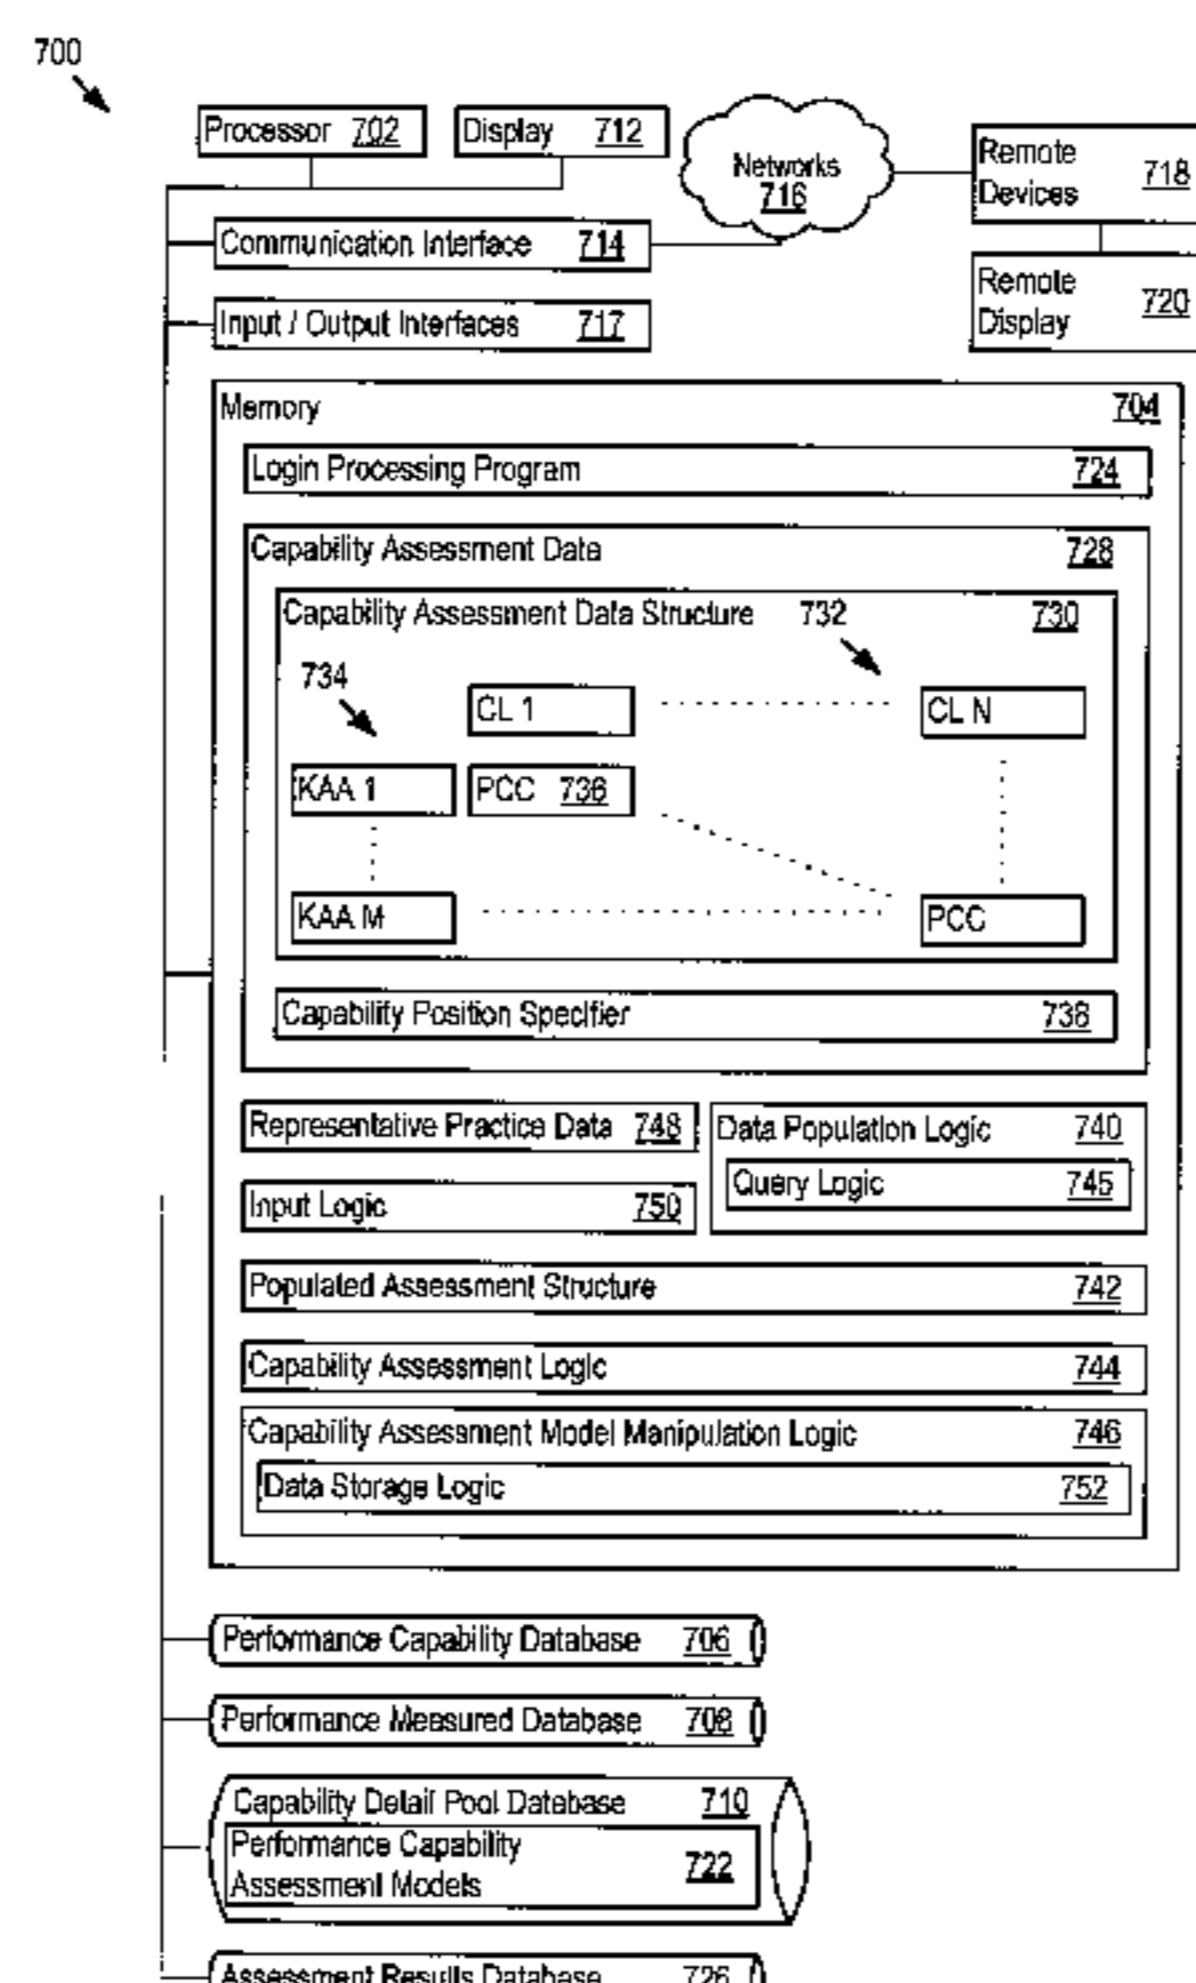 700
Processor 702
Display 712
Networks
716
Remote
Devices 718
Communication Interface 714
Remote
Display 720
Input / Output Interfaces 717
Memory 704
Login Processing Program 724
Capability Assessment Data 728
Capability Assessment Data Structure 732 730
734
CL 1
CL N
KAA 1
PCC 736
KAA M
PCC
Capability Position Specifier 738
Representative Practice Data 748
Data Population Logic 740
Query Logic 745
Input Logic 750
Populated Assessment Structure 742
Capability Assessment Logic 744
Capability Assessment Model Manipulation Logic 746
Data Storage Logic 752
Performance Capability Database 706
Performance Measured Database 708
Capability Detail Pool Database 710
Performance Capability
Assessment Models 722
Assessment Results Database 726